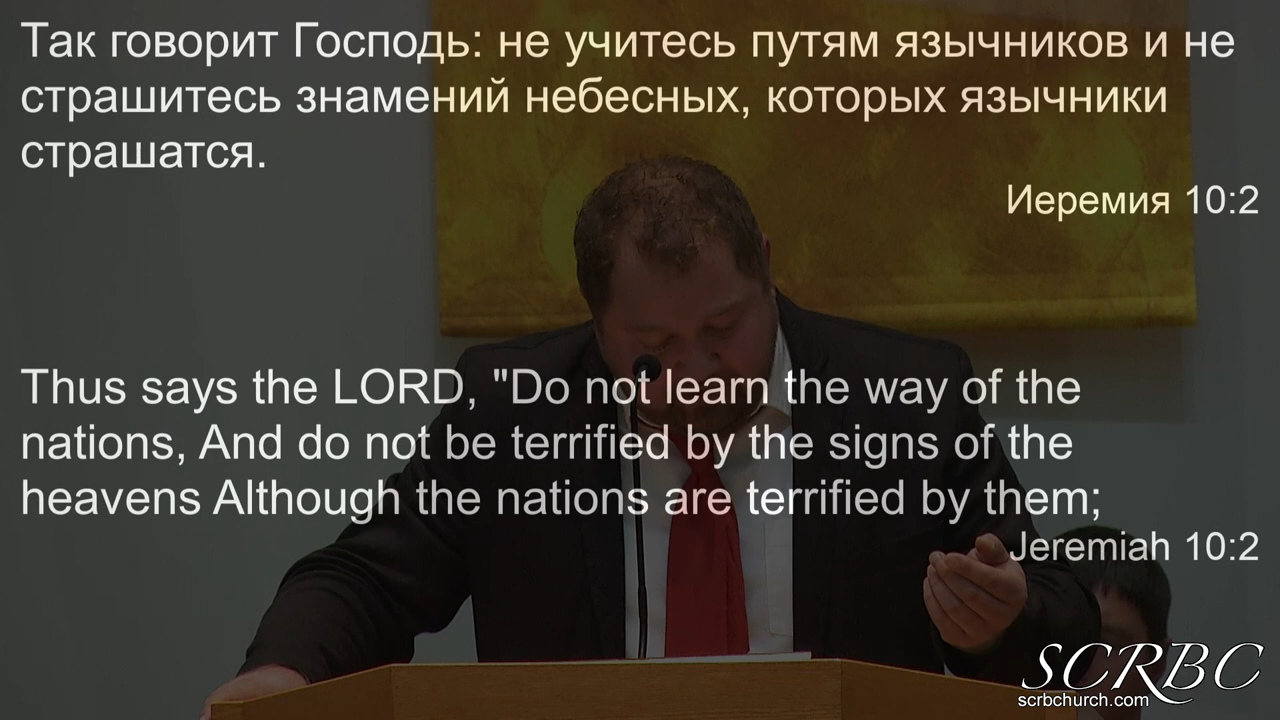 Так говорит Господь: не учитесь путям язычников и не
страшитесь знамений небесных, которых язычники
страшатся.
Иеремия 10:2
Thus says the LORD, "Do not learn the way of the
nations, And do not be terrified by the signs of the
heavens Although the nations are terrified by them;
Jeremiah 10:2
SCRBC
scrbchurch.com